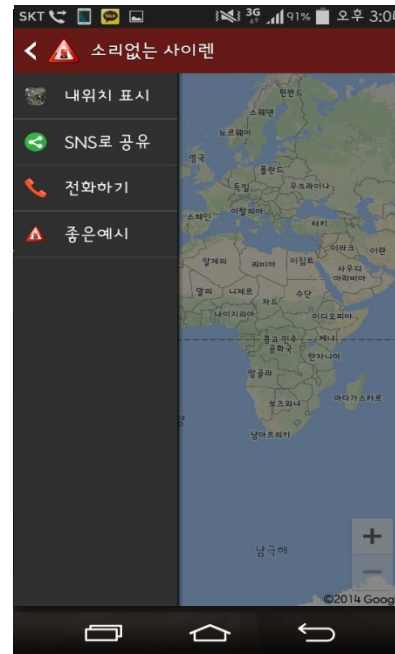 SKT 3G 91% 오후 3:0
소리없는 사이렌
내위치 표시
SNS로 공유
전화하기
좋은예시
핀란드
스웨덴
노르웨이
영국
폴란드
독일 우크라이나
스페인 이탈리아 터키
이라크 이란
알제리 리비아 이집트 사우디
아라비아
말리 니제르 차드 수단
나이지리아 에티오피아
콩고 민주
공화국
케냐
탄자니아
앙골라
보츠와나 마다가스카르
남아프리카
남극해
©2014 Goog